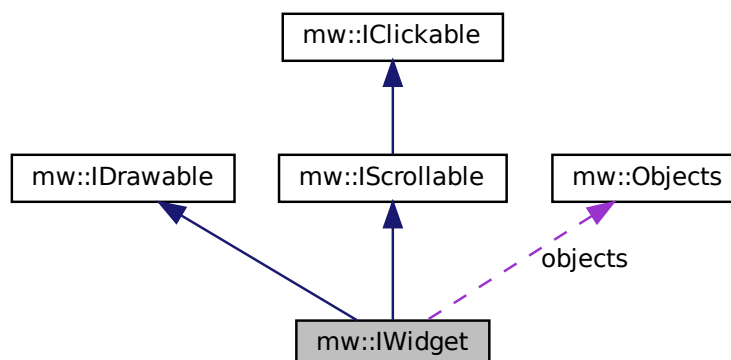 mw::IClickable
mw::IDrawable
mw::IScrollable
mw::Objects
objects
mw::IWidget